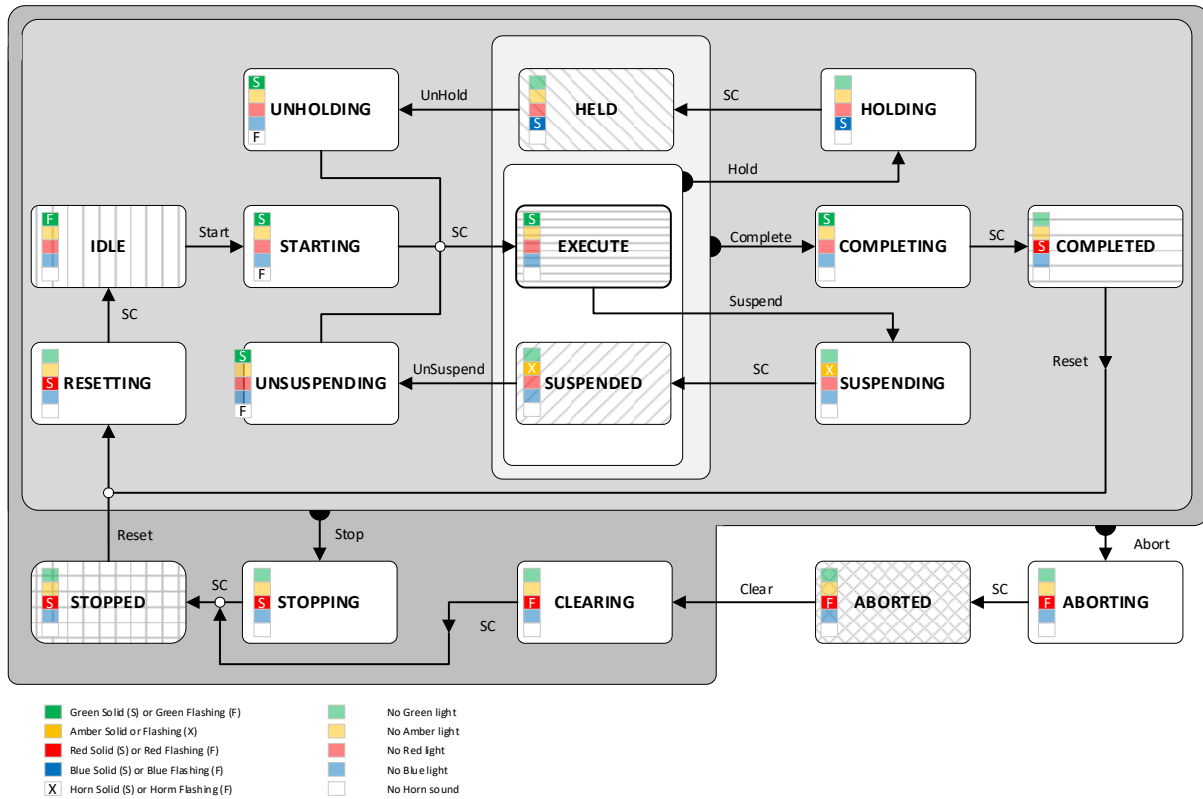 S
UNHOLDING
F
UnHold
HELD
S
SC
HOLDING
S
Hold
F
IDLE
Start
S
STARTING
F
SC
S
EXECUTE
Complete
S
COMPLETING
SC
COMPLETED
S
SC
Suspend
Reset
RESETTING
S
S
UNSUSPENDING
F
UnSuspend
X
SUSPENDED
SC
X
SUSPENDING
Reset
Stop
Abort
STOPPED
S
SC
STOPPING
S
SC
CLEARING
F
Clear
ABORTED
F
SC
ABORTING
F
Green Solid (S) or Green Flashing (F)
No Green light
Amber Solid or Flashing (X)
No Amber light
Red Solid (S) or Red Flashing (F)
No Red light
Blue Solid (S) or Blue Flashing (F)
No Blue light
X
Horn Solid (S) or Horm Flashing (F)
No Horn sound